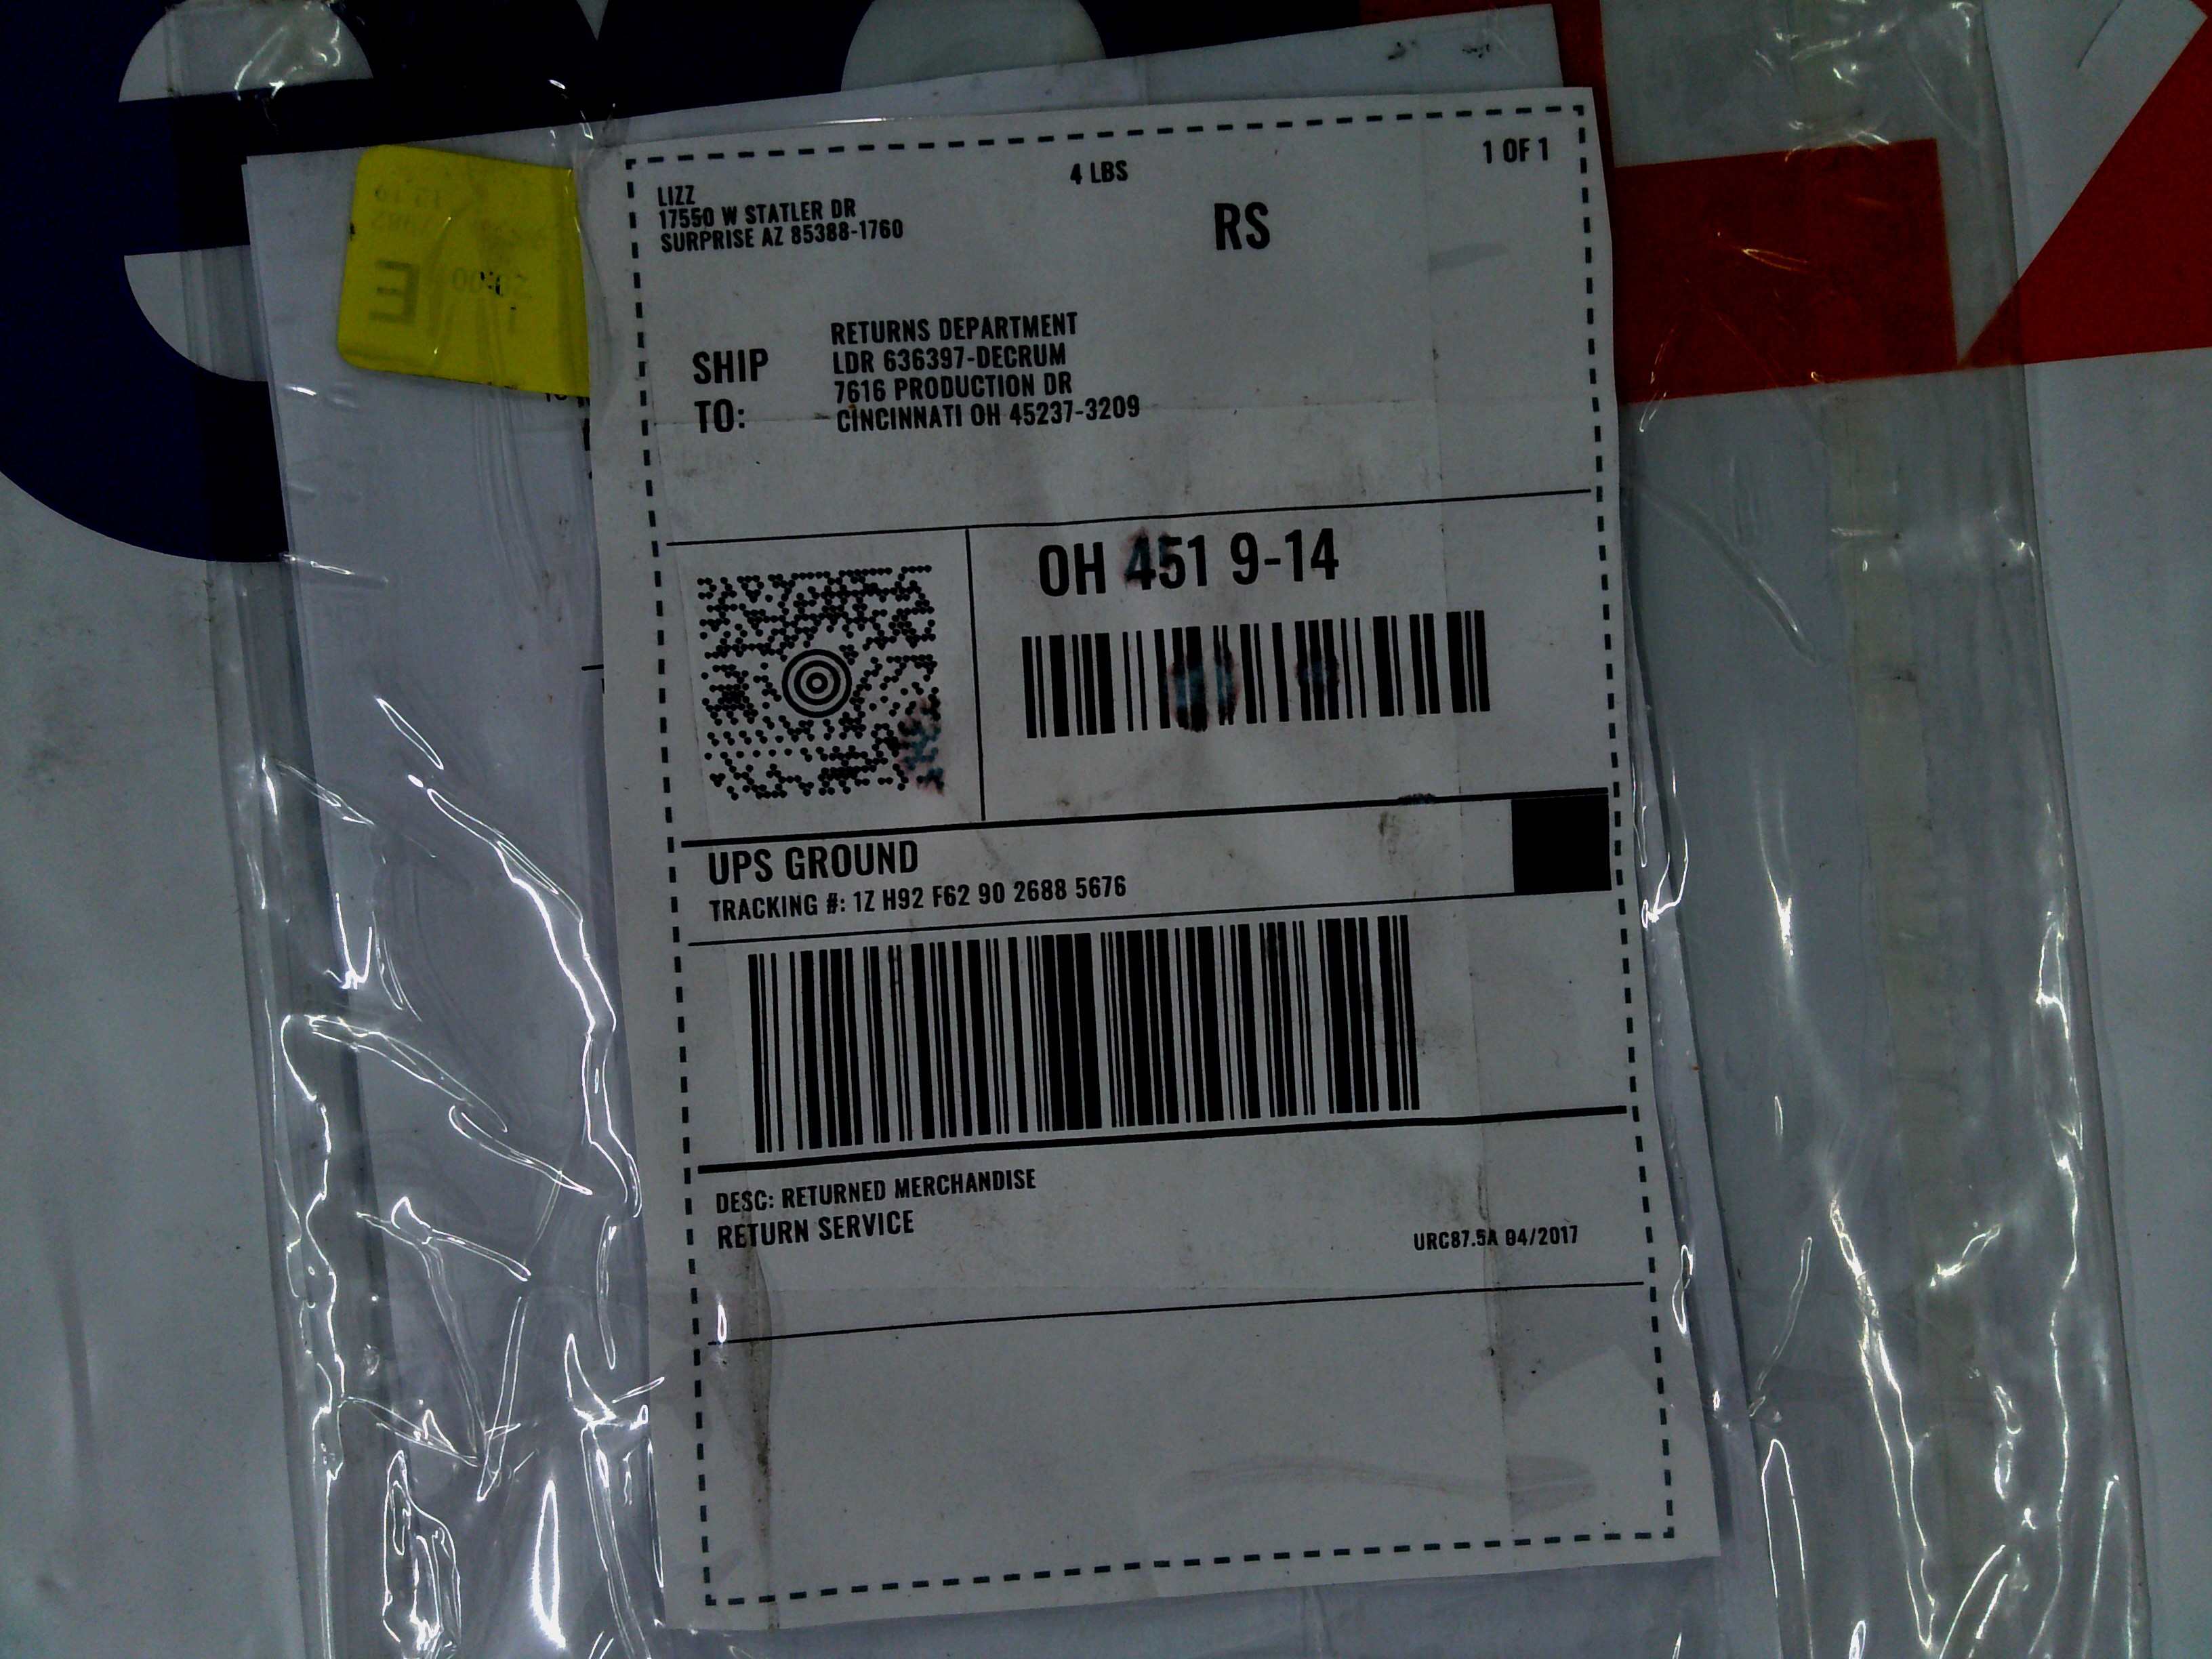 LIZZ
17550 W STATLER DR
SURPRISE AZ 85388-1760
4 LBS
1 OF 1
RS
SHIP TO:
RETURNS DEPARTMENT
LDR 636397-DECRUM
7616 PRODUCTION DR
CINCINNATI OH 45237-3209
OH 451 9-14
UPS GROUND
TRACKING #: 1Z H92 F62 90 2688 5676
DESC: RETURNED MERCHANDISE
RETURN SERVICE
URC87.5A 04/2017